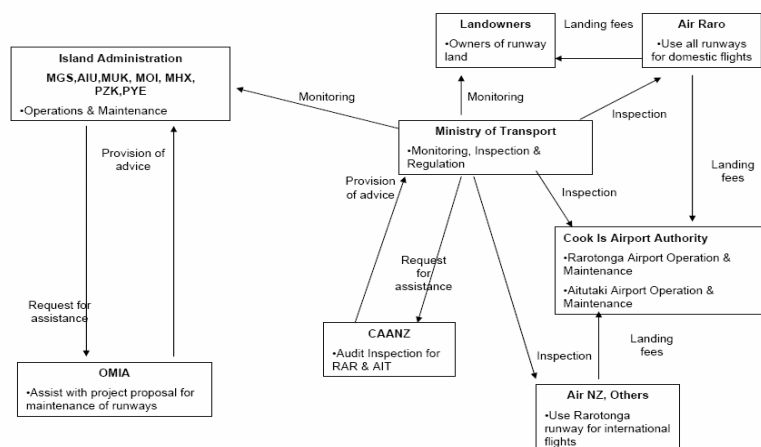 Landowners
•Owners of runway
land
Landing fees
Air Raro
•Use all runways
for domestic flights
Island Administration
MGS,AIU,MUK, MOI, MHX,
PZK,PYE
•Operations & Maintenance
Monitoring
Monitoring
Inspection
Ministry of Transport
•Monitoring, Inspection &
Regulation
Provision of
advice
Provision
of advice
Inspection
Landing
fees
Cook Is Airport Authority
•Rarotonga Airport Operation &
Maintenance
•Aitutaki Airport Operation &
Maintenance
Request
for
assistance
Request for
assistance
CAANZ
•Audit Inspection for
RAR & AIT
Inspection
Landing
fees
OMIA
•Assist with project proposal for
maintenance of runways
Air NZ, Others
•Use Rarotonga
runway for international
flights